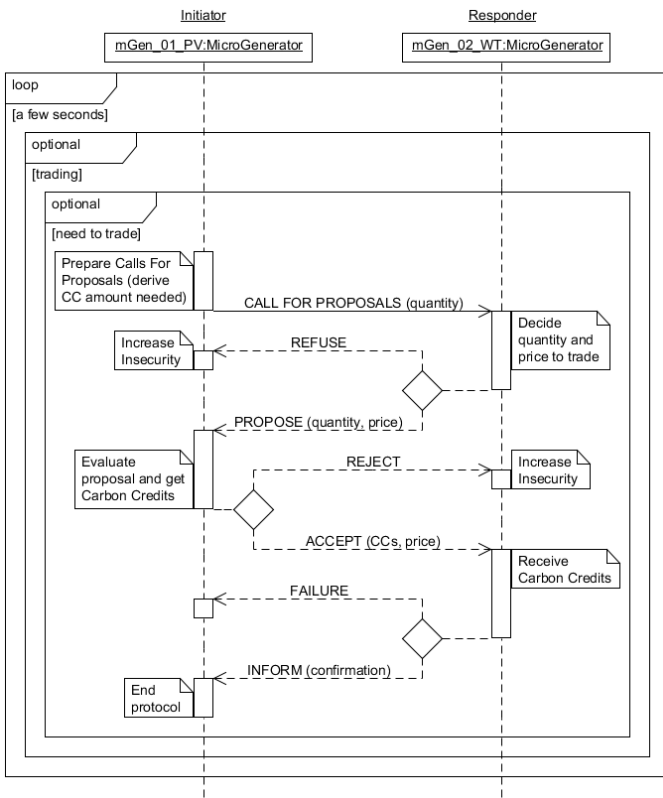 Initiator
Responder
mGen_01_PV:MicroGenerator
mGen_02_WT:MicroGenerator
loop
[a few seconds]
optional
[trading]
optional
[need to trade]
Prepare Calls For
Proposals (derive
CC amount needed)
CALL FOR PROPOSALS (quantity)
Decide
quantity and
price to trade
Increase
Insecurity
REFUSE
PROPOSE (quantity, price)
Evaluate
proposal and get
Carbon Credits
REJECT
Increase
Insecurity
ACCEPT (CCs, price)
Receive
Carbon Credits
FAILURE
INFORM (confirmation)
End
protocol